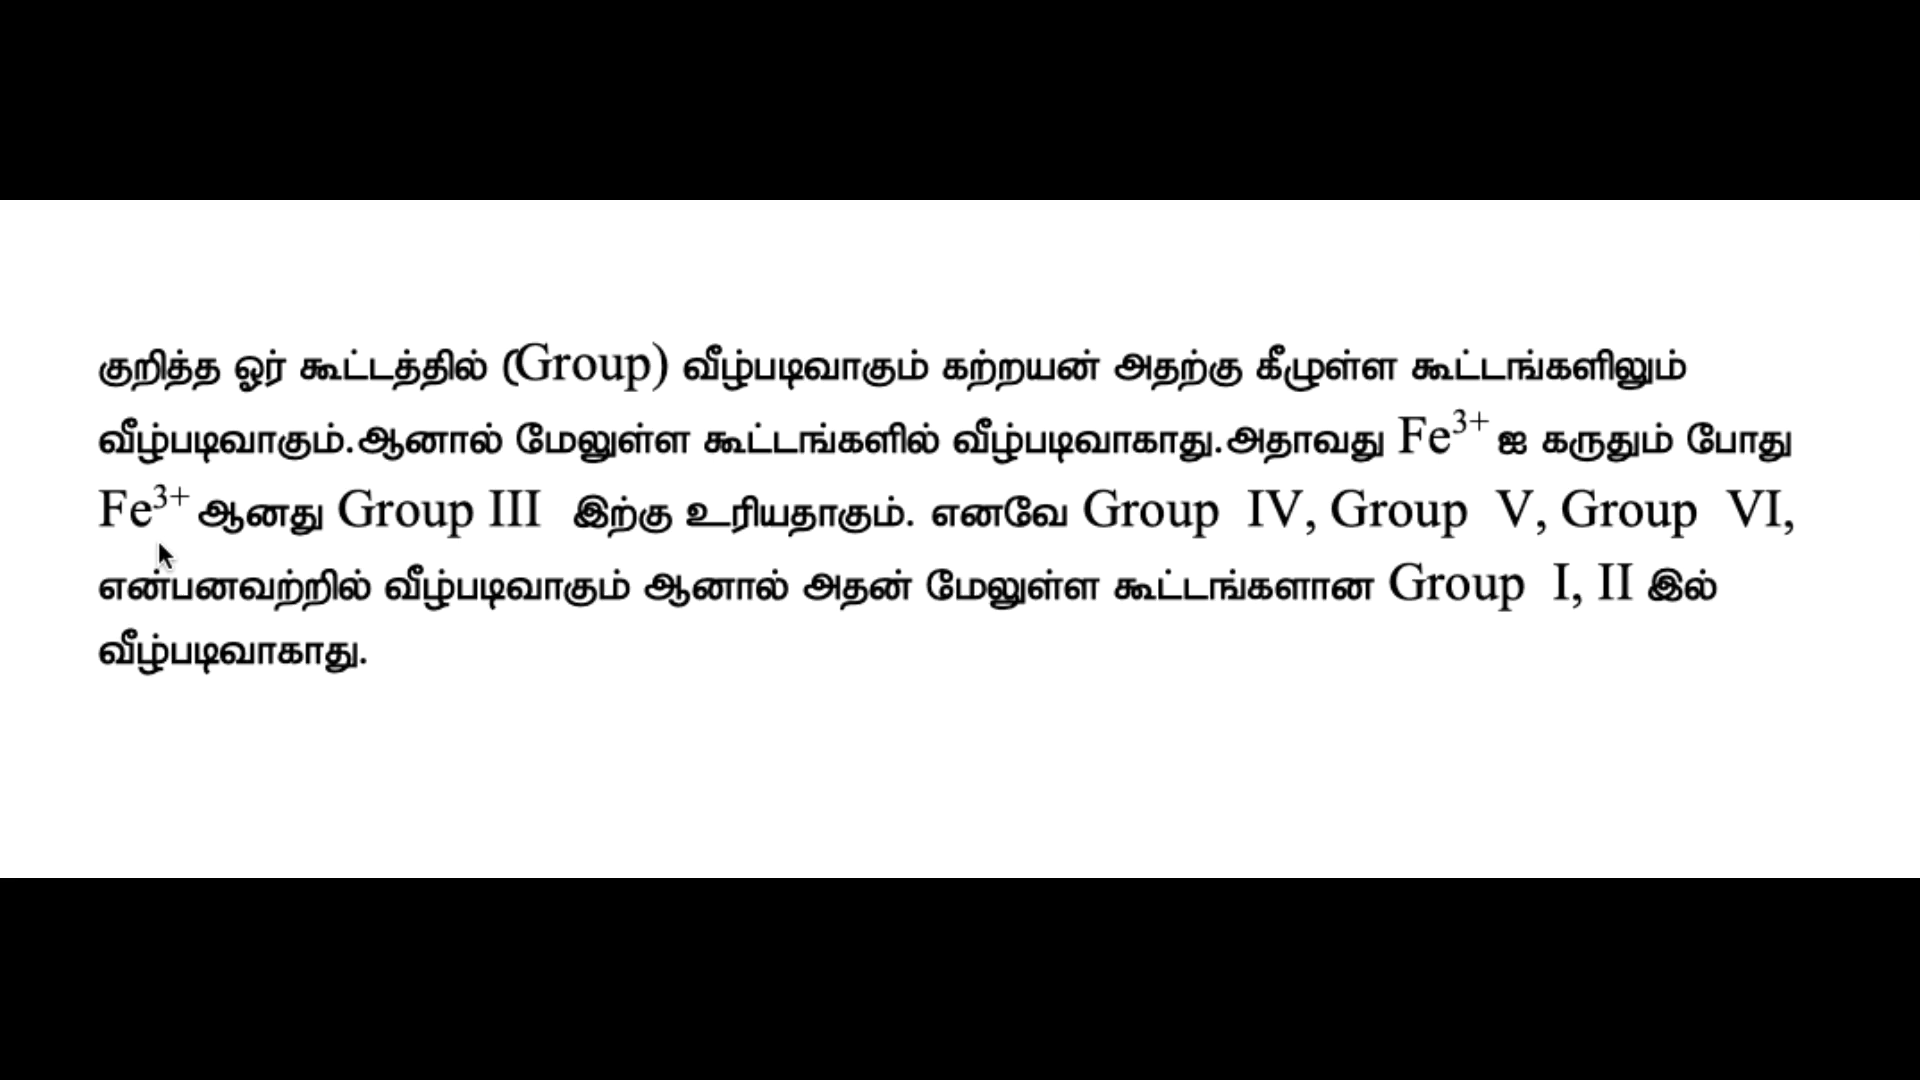 குறித்த ஓர் கூட்டத்தில் (Group) வீழ்படிவாகும் கற்றயன் அதற்கு கீழுள்ள கூட்டங்களிலும்
வீழ்படிவாகும்.ஆனால் மேலுள்ள கூட்டங்களில் வீழ்படிவாகாது.அதாவது Fe³⁺ ஐ கருதும் போது
Fe³⁺ ஆனது Group III இற்கு உரியதாகும். எனவே Group IV, Group V, Group VI,
என்பனவற்றில் வீழ்படிவாகும் ஆனால் அதன் மேலுள்ள கூட்டங்களான Group I, II இல்
வீழ்படிவாகாது.